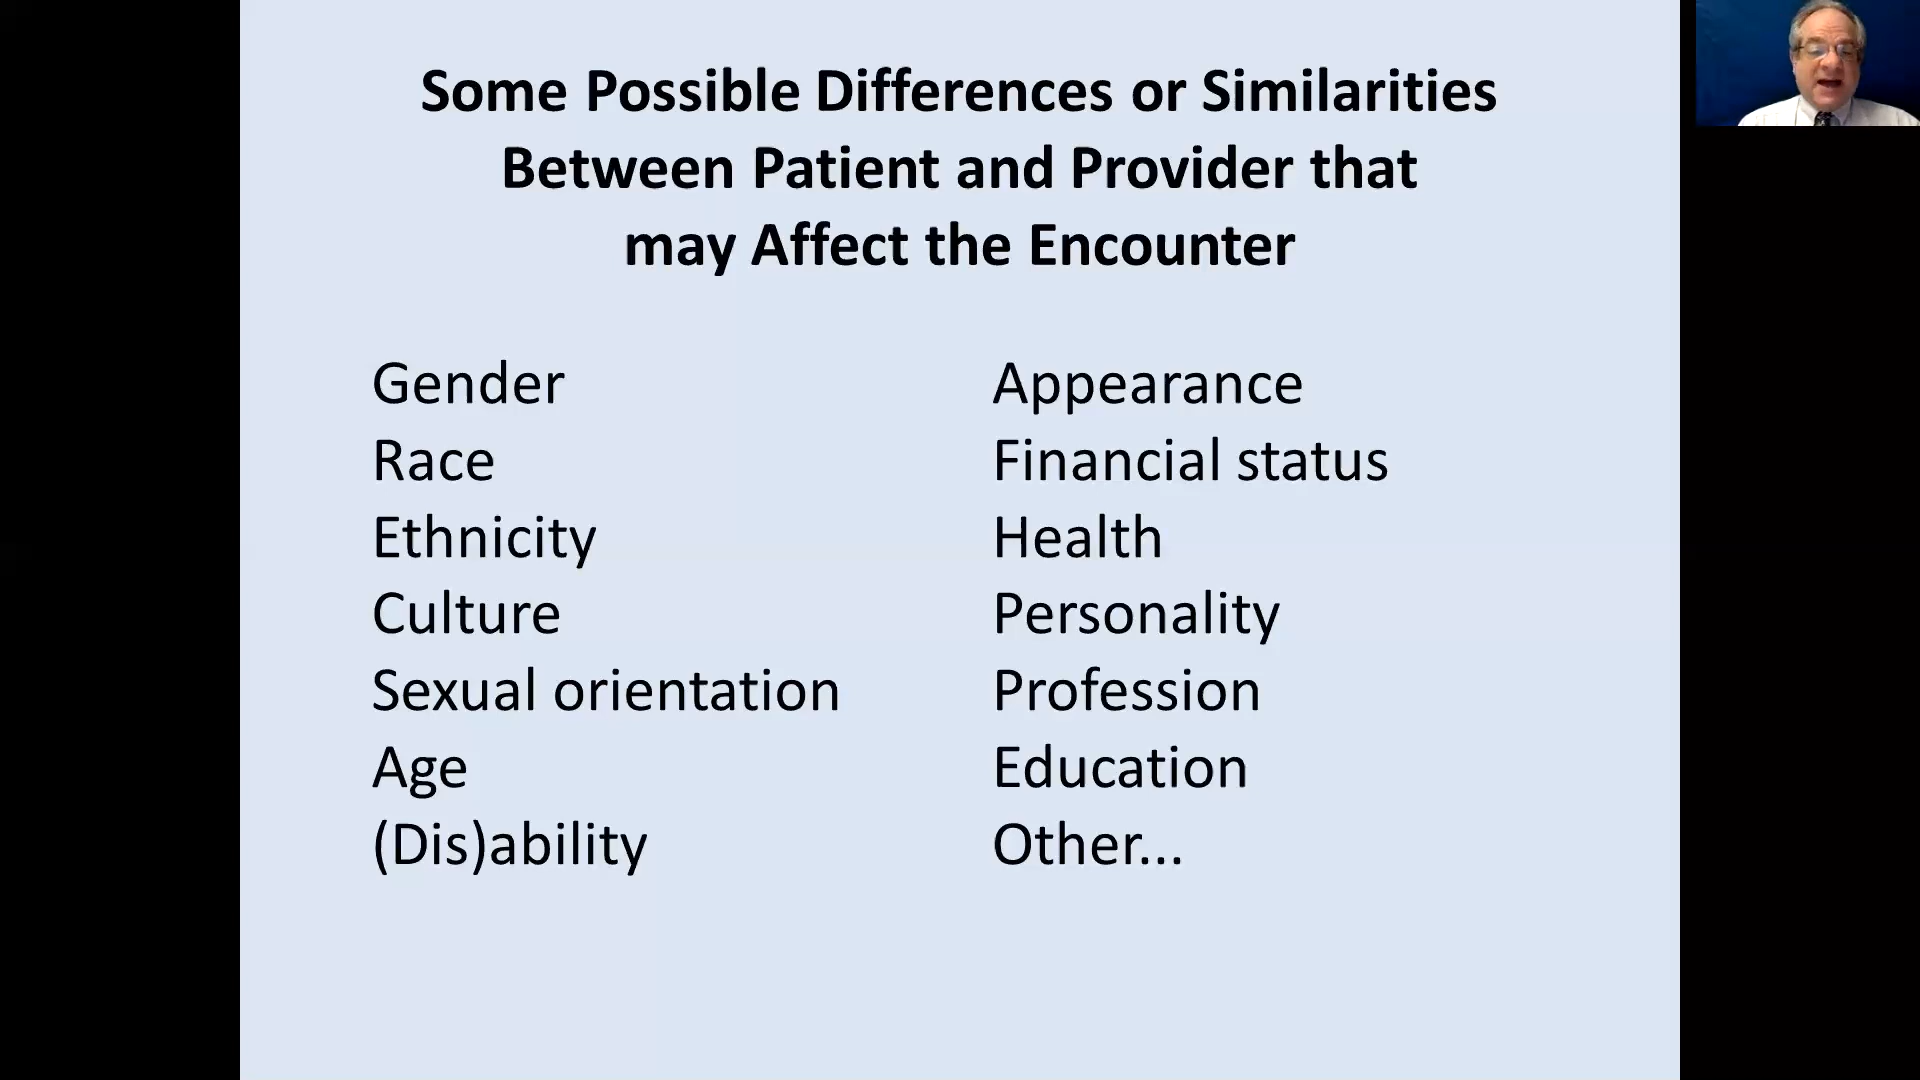 Some Possible Differences or Similarities
Between Patient and Provider that
may Affect the Encounter
Gender
Race
Ethnicity
Culture
Sexual orientation
Age
(Dis)ability
Appearance
Financial status
Health
Personality
Profession
Education
Other...